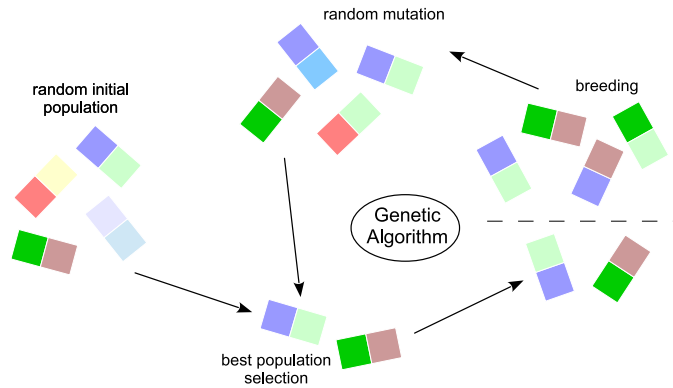 random mutation
random initial
population
breeding
Genetic
Algorithm
best population
selection